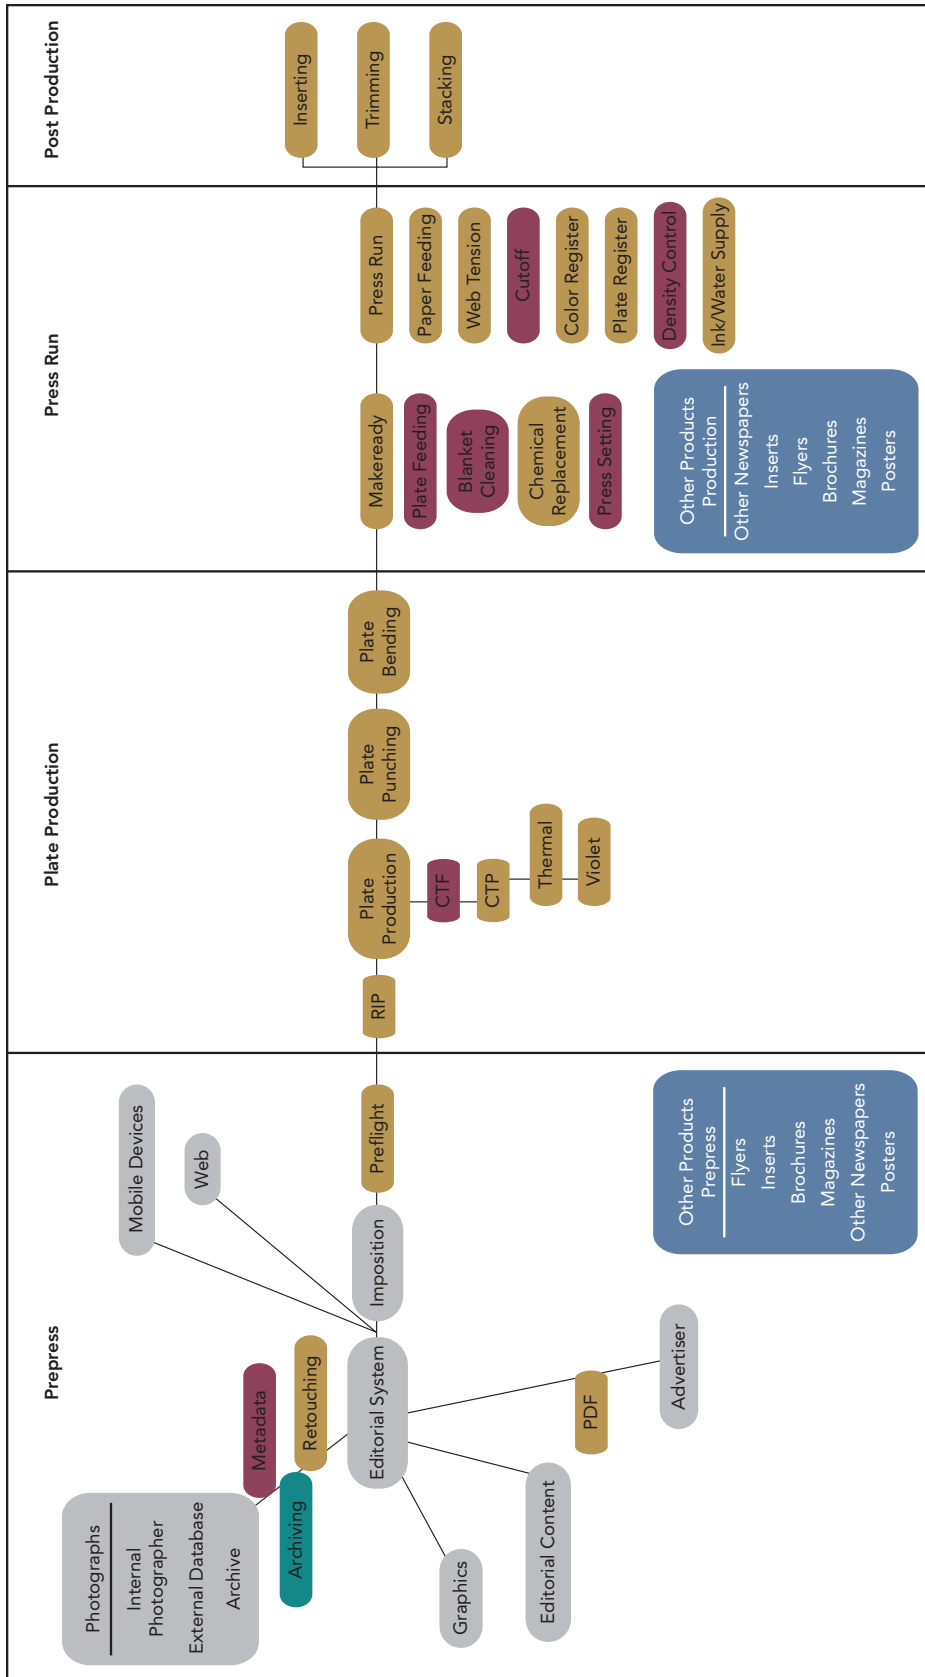 Prepress
Photographs
Internal
Photographer
External Database
Archive
Metadata
Archiving
Retouching
Mobile Devices
Web
Graphics
Editorial System
Imposition
Preflight
Editorial Content
PDF
Advertiser
Other Products
Prepress
Flyers
Inserts
Brochures
Magazines
Other Newspapers
Posters
Plate Production
RIP
Plate
Production
Plate
Punching
Plate
Bending
CTF
CTP
Thermal
Violet
Press Run
Makeready
Plate Feeding
Blanket
Cleaning
Chemical
Replacement
Press Setting
Press Run
Paper Feeding
Web Tension
Cutoff
Color Register
Plate Register
Density Control
Ink/Water Supply
Other Products
Production
Other Newspapers
Inserts
Flyers
Brochures
Magazines
Posters
Post Production
Inserting
Trimming
Stacking